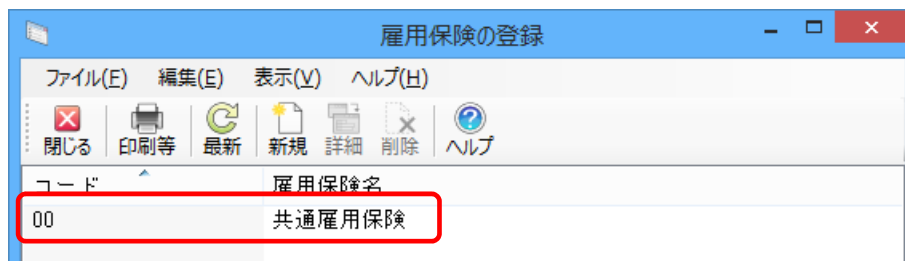 雇用保険の登録
ファイル(F) 編集(E) 表示(V) ヘルプ(H)
閉じる 印刷等 最新 新規 詳細 削除 ヘルプ
コード 雇用保険名
00 共通雇用保険